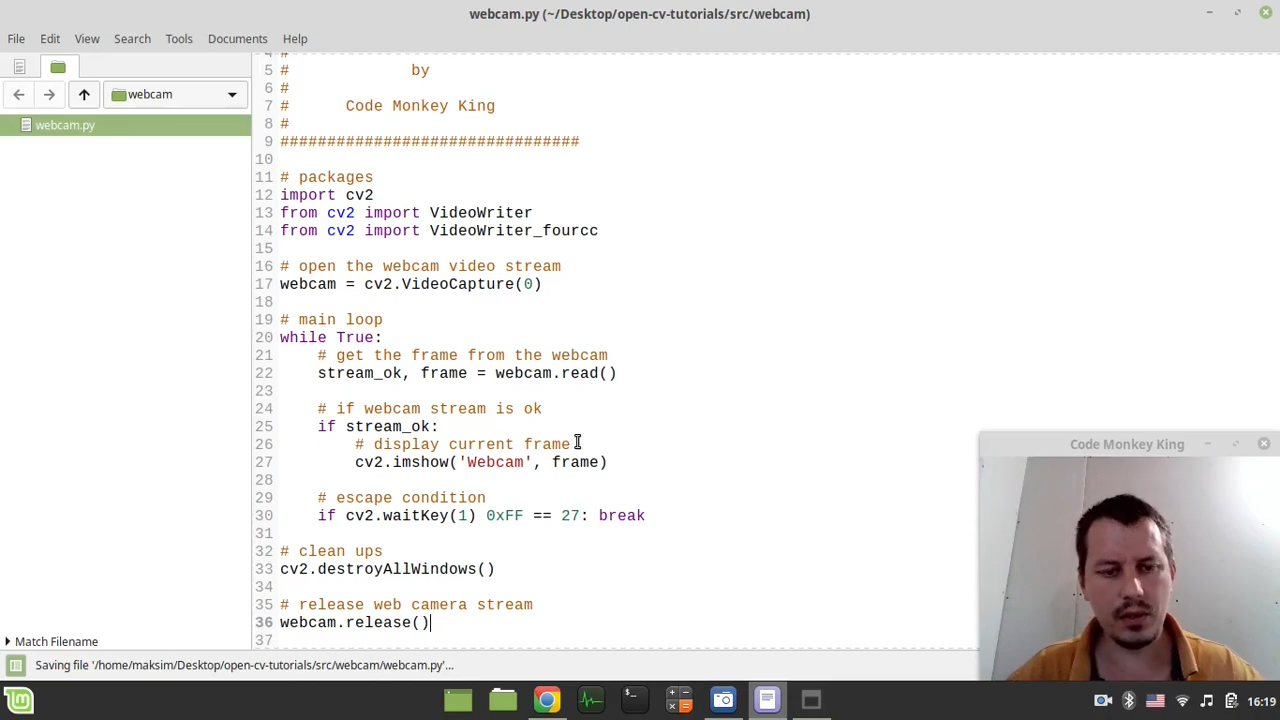 webcam.py (~/Desktop/open-cv-tutorials/src/webcam)
File Edit View Search Tools Documents Help
webcam
webcam.py
4 #
5 # by
6 #
7 # Code Monkey King
8 #
9 ################################
10
11 # packages
12 import cv2
13 from cv2 import VideoWriter
14 from cv2 import VideoWriter_fourcc
15
16 # open the webcam video stream
17 webcam = cv2.VideoCapture(0)
18
19 # main loop
20 while True:
21     # get the frame from the webcam
22     stream_ok, frame = webcam.read()
23
24     # if webcam stream is ok
25     if stream_ok:
26         # display current frame
27         cv2.imshow('Webcam', frame)
28
29     # escape condition
30     if cv2.waitKey(1) 0xFF == 27: break
31
32 # clean ups
33 cv2.destroyAllWindows()
34
35 # release web camera stream
36 webcam.release()
37
Code Monkey King
Match Filename
Saving file '/home/maksim/Desktop/open-cv-tutorials/src/webcam/webcam.py'...
16:19